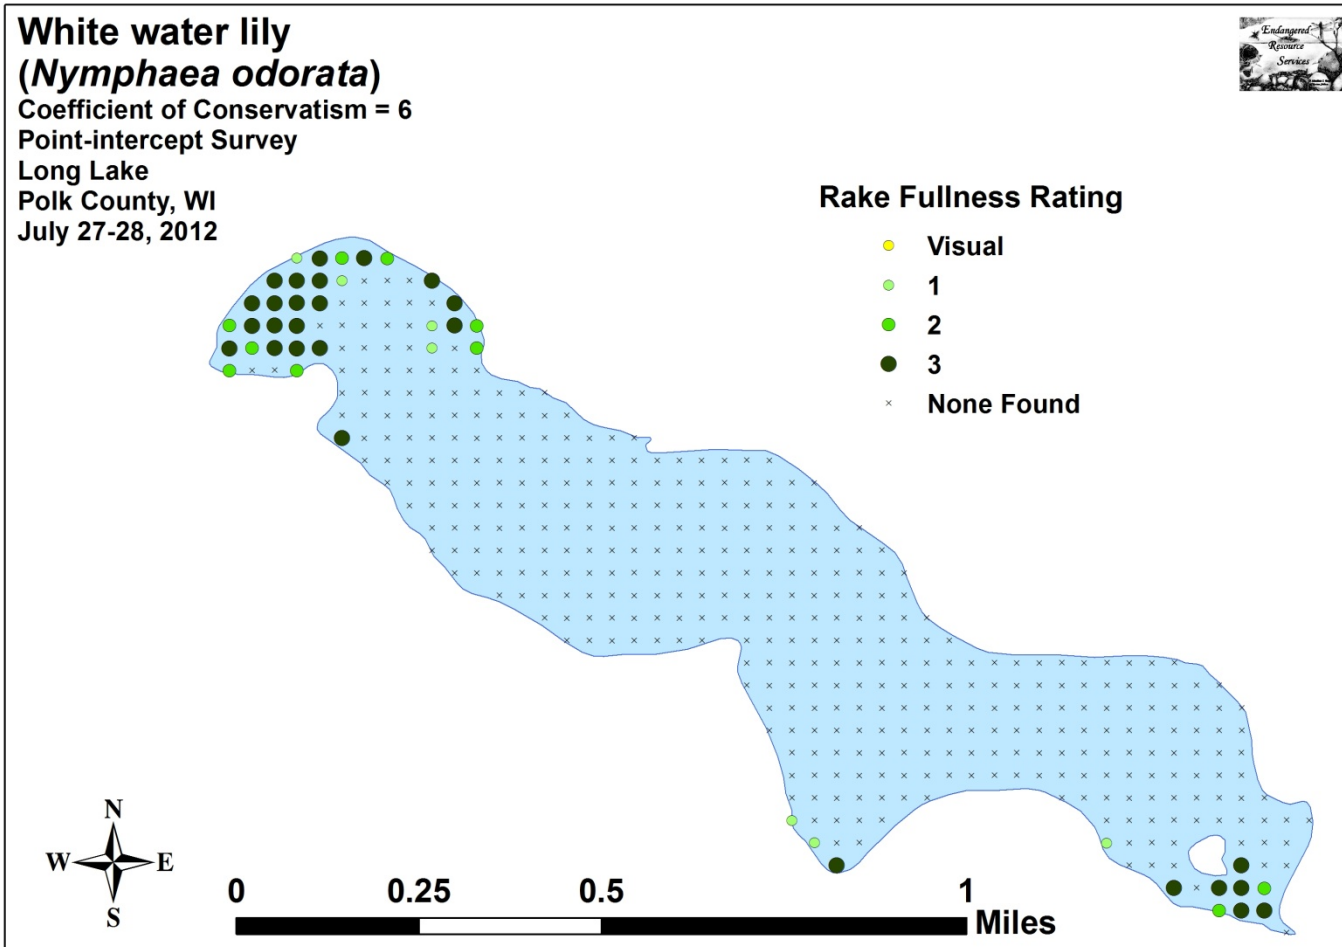 White water lily
(Nymphaea odorata)
Coefficient of Conservatism = 6
Point-intercept Survey
Long Lake
Polk County, WI
July 27-28, 2012
Endangered
Resource
Services
Rake Fullness Rating
Visual
1
2
3
None Found
N
W E
S
0 0.25 0.5 1
Miles